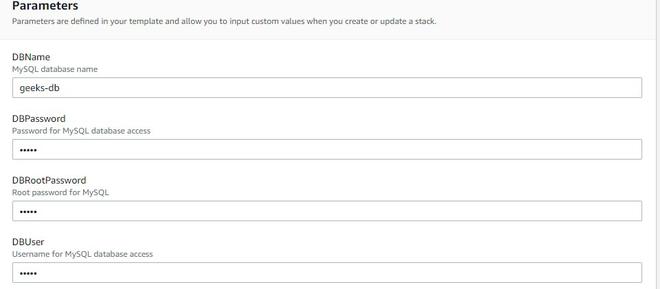 Parameters
Parameters are defined in your template and allow you to input custom values when you create or update a stack.
DBName
MySQL database name
geeks-db
DBPassword
Password for MySQL database access
•••••
DBRootPassword
Root password for MySQL
•••••
DBUser
Username for MySQL database access
•••••